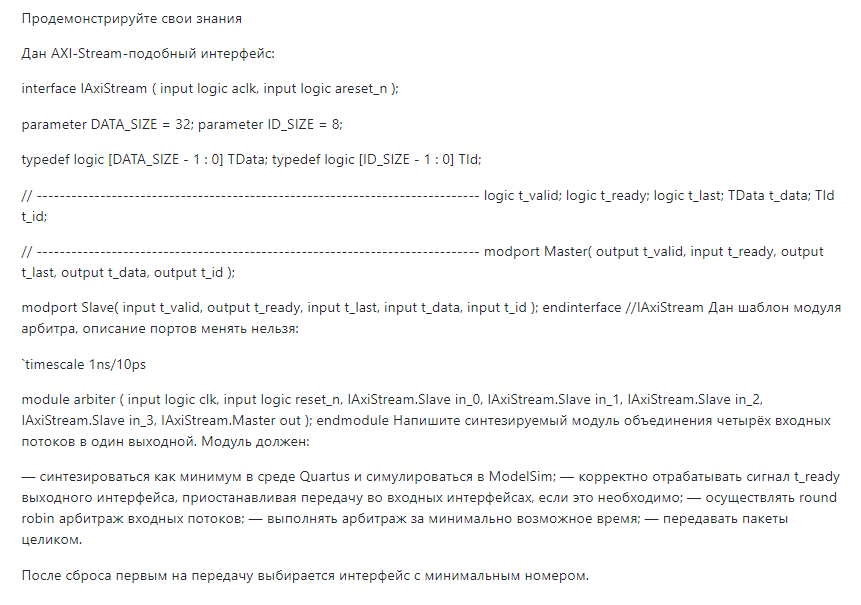 Продемонстрируйте свои знания
Дан AXI-Stream-подобный интерфейс:
interface IAxiStream ( input logic aclk, input logic areset_n );
parameter DATA_SIZE = 32; parameter ID_SIZE = 8;
typedef logic [DATA_SIZE - 1 : 0] TData; typedef logic [ID_SIZE - 1 : 0] TId;
// ------------------------------------------------------------------------------ logic t_valid; logic t_ready; logic t_last; TData t_data; TId
t_id;
// ------------------------------------------------------------------------------ modport Master( output t_valid, input t_ready, output
t_last, output t_data, output t_id );
modport Slave( input t_valid, output t_ready, input t_last, input t_data, input t_id ); endinterface //IAxiStream Дан шаблон модуля
арбитра, описание портов менять нельзя:
`timescale 1ns/10ps
module arbiter ( input logic clk, input logic reset_n, IAxiStream.Slave in_0, IAxiStream.Slave in_1, IAxiStream.Slave in_2,
IAxiStream.Slave in_3, IAxiStream.Master out ); endmodule Напишите синтезируемый модуль объединения четырёх входных
потоков в один выходной. Модуль должен:
— синтезироваться как минимум в среде Quartus и симулироваться в ModelSim; — корректно отрабатывать сигнал t_ready
выходного интерфейса, приостанавливая передачу во входных интерфейсах, если это необходимо; — осуществлять round
robin арбитраж входных потоков; — выполнять арбитраж за минимально возможное время; — передавать пакеты
целиком.
После сброса первым на передачу выбирается интерфейс с минимальным номером.